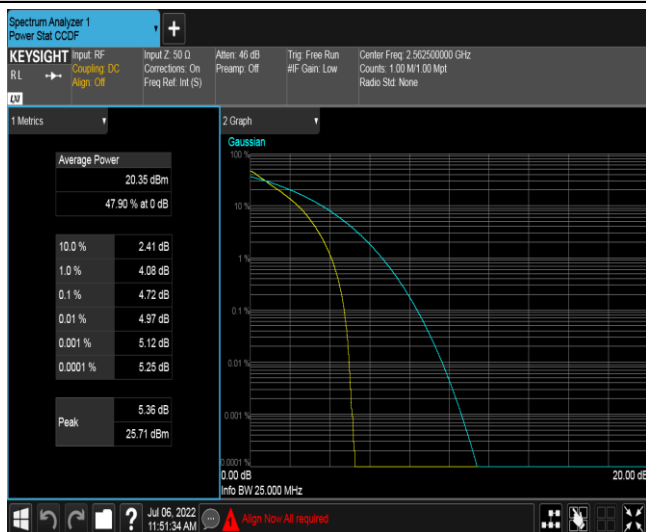 Spectrum Analyzer 1
Power Stat CCDF
+
KEYSIGHT
RL
LXI
Input: RF
Coupling: DC
Align: Off
Input Z: 50 Ω
Corrections: On
Freq Ref: Int (S)
Atten: 46 dB
Preamp: Off
Trig: Free Run
#IF Gain: Low
Center Freq: 2.562500000 GHz
Counts: 1.00 M/1.00 Mpt
Radio Std: None
1 Metrics
Average Power
20.35 dBm
47.90 % at 0 dB
10.0 % 2.41 dB
1.0 % 4.08 dB
0.1 % 4.72 dB
0.01 % 4.97 dB
0.001 % 5.12 dB
0.0001 % 5.25 dB
Peak
5.36 dB
25.71 dBm
2 Graph
Gaussian
100 %
10 %
1 %
0.1 %
0.01 %
0.001 %
0.0001 %
0.00 dB 20.00 dB
Info BW 25.000 MHz
?
Jul 06, 2022
11:51:34 AM
Align Now All required